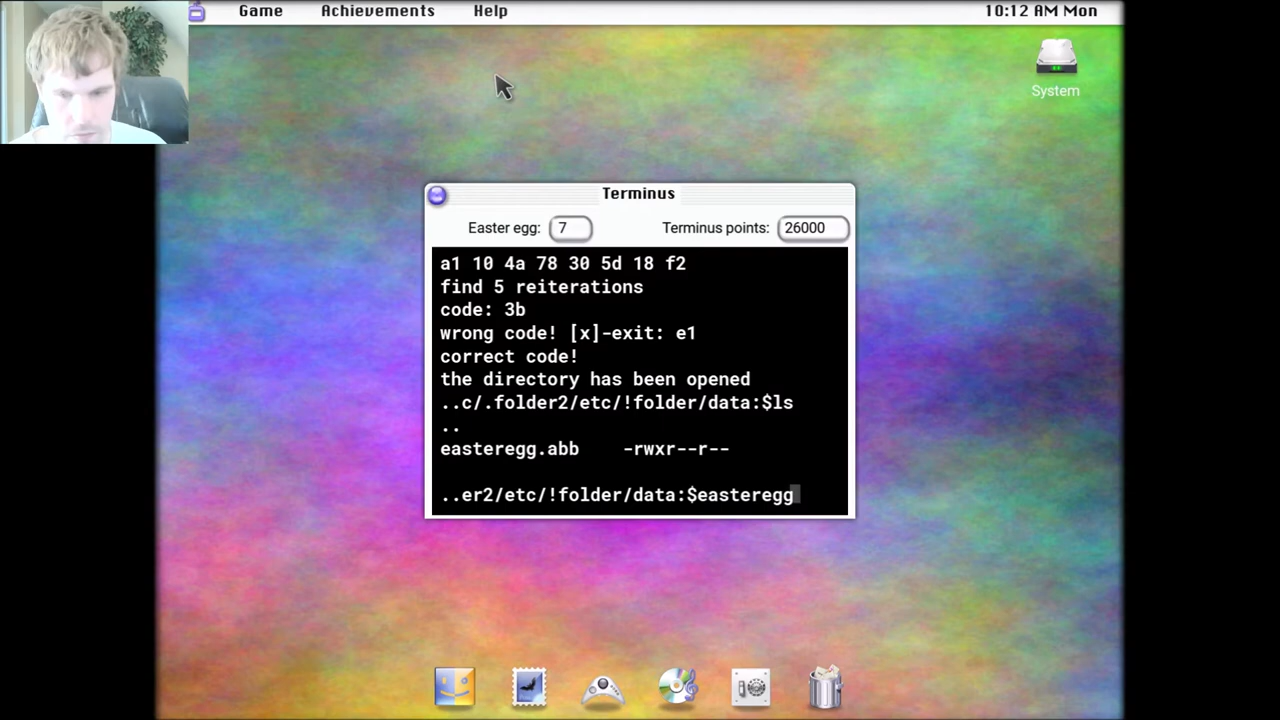 Game Achievements Help 10:12 AM Mon
System
Terminus
Easter egg: 7 Terminus points: 26000
a1 10 4a 78 30 5d 18 f2
find 5 reiterations
code: 3b
wrong code! [x]-exit: e1
correct code!
the directory has been opened
..c/.folder2/etc/!folder/data:$ls
..
easteregg.abb -rwxr--r--
..er2/etc/!folder/data:$easteregg